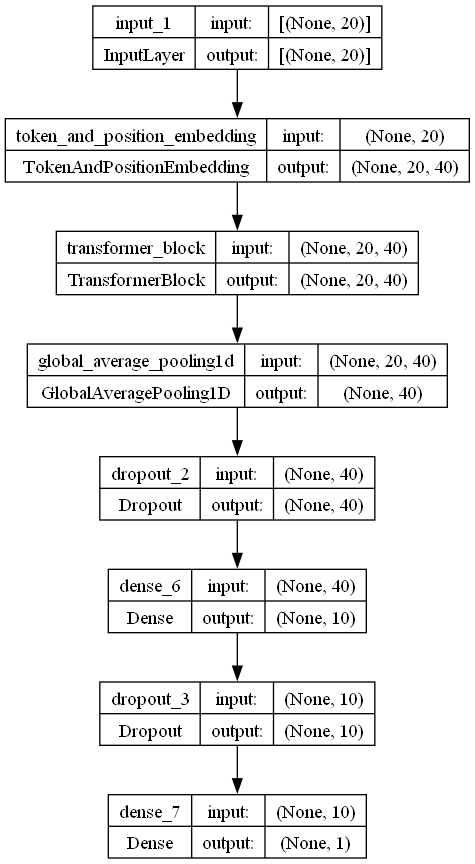 input_1 input: [(None, 20)]
InputLayer output: [(None, 20)]
token_and_position_embedding input: (None, 20)
TokenAndPositionEmbedding output: (None, 20, 40)
transformer_block input: (None, 20, 40)
TransformerBlock output: (None, 20, 40)
global_average_pooling1d input: (None, 20, 40)
GlobalAveragePooling1D output: (None, 40)
dropout_2 input: (None, 40)
Dropout output: (None, 40)
dense_6 input: (None, 40)
Dense output: (None, 10)
dropout_3 input: (None, 10)
Dropout output: (None, 10)
dense_7 input: (None, 10)
Dense output: (None, 1)